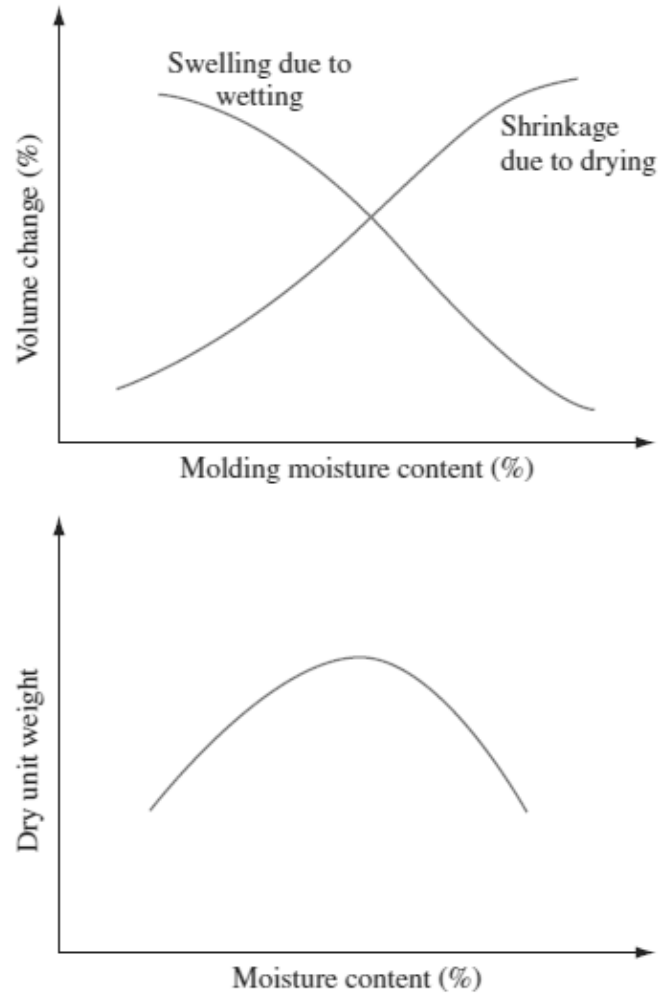 Swelling due to
wetting
Shrinkage
due to drying
Volume change (%)
Molding moisture content (%)
Dry unit weight
Moisture content (%)